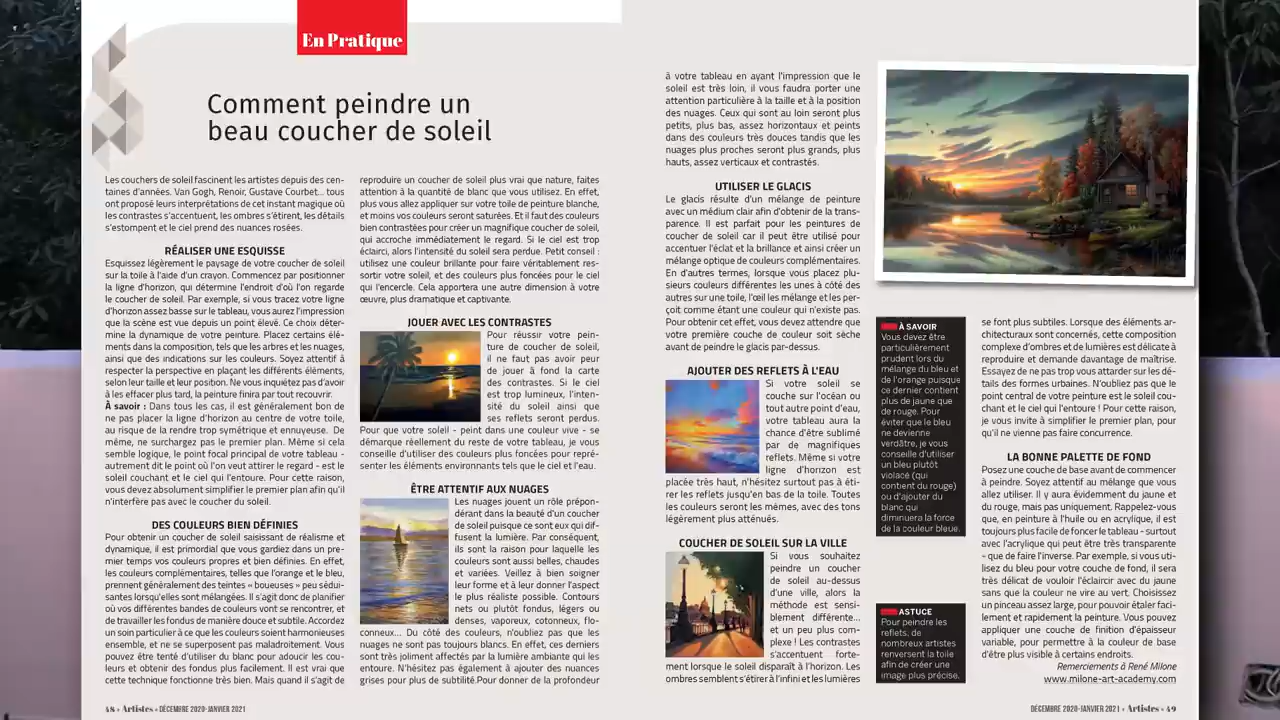 En Pratique
Comment peindre un
beau coucher de soleil
Les couchers de soleil fascinent les artistes depuis des cen-
taines d'années. Van Gogh, Renoir, Gustave Courbet... tous
ont proposé leurs interprétations de cet instant magique où
les contrastes s'accentuent, les ombres s'étirent, les détails
s'estompent et le ciel prend des nuances rosées.
RÉALISER UNE ESQUISSE
Esquissez légèrement le paysage de votre coucher de soleil
sur la toile à l'aide d'un crayon. Commencez par positionner
la ligne d'horizon, qui détermine l'endroit d'où l'on regarde
le coucher de soleil. Par exemple, si vous tracez votre ligne
d'horizon assez basse sur le tableau, vous aurez l'impression
que la scène est vue depuis un point élevé. Ce choix déter-
mine la dynamique de votre peinture. Placez certains élé-
ments dans la composition, tels que les arbres et les nuages,
ainsi que des indications sur les couleurs. Soyez attentif à
respecter la perspective en plaçant les différents éléments,
selon leur taille et leur position. Ne vous inquiétez pas d'avoir
à les effacer plus tard, la peinture finira par tout recouvrir.
À savoir : Dans tous les cas, il est généralement bon de
ne pas placer la ligne d'horizon au centre de votre toile,
au risque de la rendre trop symétrique et ennuyeuse. De
même, ne surchargez pas le premier plan. Même si cela
semble logique, le point focal principal de votre tableau -
autrement dit le point où l'on veut attirer le regard - est le
soleil couchant et le ciel qui l'entoure. Pour cette raison,
vous devez absolument simplifier le premier plan afin qu'il
n'interfère pas avec le coucher du soleil.
DES COULEURS BIEN DÉFINIES
Pour obtenir un coucher de soleil saisissant de réalisme et
dynamique, il est primordial que vous gardiez dans un pre-
mier temps vos couleurs propres et bien définies. En effet,
les couleurs complémentaires, telles que l'orange et le bleu,
prennent généralement des teintes « boueuses » peu sédui-
santes lorsqu'elles sont mélangées. Il s'agit donc de planifier
où vos différentes bandes de couleurs vont se rencontrer, et
de travailler les fondus de manière douce et subtile. Accordez
un soin particulier à ce que les couleurs soient harmonieuses
ensemble, et ne se superposent pas maladroitement. Vous
pouvez être tenté d'utiliser du blanc pour adoucir les cou-
leurs et obtenir des fondus plus facilement. Il est vrai que
cette technique fonctionne très bien. Mais quand il s'agit de
reproduire un coucher de soleil plus vrai que nature, faites
attention à la quantité de blanc que vous utilisez. En effet,
plus vous allez appliquer sur votre toile de peinture blanche,
et moins vos couleurs seront saturées. Et il faut des couleurs
bien contrastées pour créer un magnifique coucher de soleil,
qui accroche immédiatement le regard. Si le ciel est trop
éclairci, alors l'intensité du soleil sera perdue. Petit conseil :
utilisez une couleur brillante pour faire véritablement res-
sortir votre soleil, et des couleurs plus foncées pour le ciel
qui l'encercle. Cela apportera une autre dimension à votre
œuvre, plus dramatique et captivante.
JOUER AVEC LES CONTRASTES
Pour réussir votre pein-
ture de coucher de soleil,
il ne faut pas avoir peur
de jouer à fond la carte
des contrastes. Si le ciel
est trop lumineux, l'inten-
sité du soleil ainsi que
ses reflets seront perdus.
Pour que votre soleil - peint dans une couleur vive - se
démarque réellement du reste de votre tableau, je vous
conseille d'utiliser des couleurs plus foncées pour repré-
senter les éléments environnants tels que le ciel et l'eau.
ÊTRE ATTENTIF AUX NUAGES
Les nuages jouent un rôle prépon-
dérant dans la beauté d'un coucher
de soleil puisque ce sont eux qui dif-
fusent la lumière. Par conséquent,
ils sont la raison pour laquelle les
couleurs sont aussi belles, chaudes
et variées. Veillez à bien soigner
leur forme et à leur donner l'aspect
le plus réaliste possible. Contours
nets ou plutôt fondus, légers ou
denses, vaporeux, cotonneux, flo-
conneux... Du côté des couleurs, n'oubliez pas que les
nuages ne sont pas toujours blancs. En effet, ces derniers
sont très joliment affectés par la lumière ambiante qui les
entoure. N'hésitez pas également à ajouter des nuances
grises pour plus de subtilité.Pour donner de la profondeur
à votre tableau en ayant l'impression que le
soleil est très loin, il vous faudra porter une
attention particulière à la taille et à la position
des nuages. Ceux qui sont au loin seront plus
petits, plus bas, assez horizontaux et peints
dans des couleurs très douces tandis que les
nuages plus proches seront plus grands, plus
hauts, assez verticaux et contrastés.
UTILISER LE GLACIS
Le glacis résulte d'un mélange de peinture
avec un médium clair afin d'obtenir de la trans-
parence. Il est parfait pour les peintures de
coucher de soleil car il peut être utilisé pour
accentuer l'éclat et la brillance et ainsi créer un
mélange optique de couleurs complémentaires.
En d'autres termes, lorsque vous placez plu-
sieurs couleurs différentes les unes à côté des
autres sur une toile, l'œil les mélange et les per-
çoit comme étant une couleur qui n'existe pas.
Pour obtenir cet effet, vous devez attendre que
votre première couche de couleur soit sèche
avant de peindre le glacis par-dessus.
AJOUTER DES REFLETS À L'EAU
Si votre soleil se
couche sur l'océan ou
tout autre point d'eau,
votre tableau aura la
chance d'être sublimé
par de magnifiques
reflets. Même si votre
ligne d'horizon est
placée très haut, n'hésitez surtout pas à éti-
rer les reflets jusqu'en bas de la toile. Toutes
les couleurs seront les mêmes, avec des tons
légèrement plus atténués.
COUCHER DE SOLEIL SUR LA VILLE
Si vous souhaitez
peindre un coucher
de soleil au-dessus
d'une ville, alors la
méthode est sensi-
blement différente...
et un peu plus com-
plexe ! Les contrastes
s'accentuent forte-
ment lorsque le soleil disparaît à l'horizon. Les
ombres semblent s'étirer à l'infini et les lumières
À SAVOIR
Vous devez être
particulièrement
prudent lors du
mélange du bleu et
de l'orange puisque
ce dernier contient
plus de jaune que
de rouge. Pour
éviter que le bleu
ne devienne
verdâtre, je vous
conseille d'utiliser
un bleu plutôt
violacé (qui
contient du rouge)
ou d'ajouter du
blanc qui
diminuera la force
de la couleur bleue.
ASTUCE
Pour peindre les
reflets, de
nombreux artistes
renversent la toile
afin de créer une
image plus précise.
se font plus subtiles. Lorsque des éléments ar-
chitecturaux sont concernés, cette composition
complexe d'ombres et de lumières est délicate à
reproduire et demande davantage de maîtrise.
Essayez de ne pas trop vous attarder sur les dé-
tails des formes urbaines. N'oubliez pas que le
point central de votre peinture est le soleil cou-
chant et le ciel qui l'entoure ! Pour cette raison,
je vous invite à simplifier le premier plan, pour
qu'il ne vienne pas faire concurrence.
LA BONNE PALETTE DE FOND
Posez une couche de base avant de commencer
à peindre. Soyez attentif au mélange que vous
allez utiliser. Il y aura évidemment du jaune et
du rouge, mais pas uniquement. Rappelez-vous
que, en peinture à l'huile ou en acrylique, il est
toujours plus facile de foncer le tableau - surtout
avec l'acrylique qui peut être très transparente
- que de faire l'inverse. Par exemple, si vous uti-
lisez du bleu pour votre couche de fond, il sera
très délicat de vouloir l'éclaircir avec du jaune
sans que la couleur ne vire au vert. Choisissez
un pinceau assez large, pour pouvoir étaler faci-
lement et rapidement la peinture. Vous pouvez
appliquer une couche de finition d'épaisseur
variable, pour permettre à la couleur de base
d'être plus visible à certains endroits.
Remerciements à René Milone
www.milone-art-academy.com
48 • Artistes • DÉCEMBRE 2020-JANVIER 2021
DÉCEMBRE 2020-JANVIER 2021 • Artistes • 49